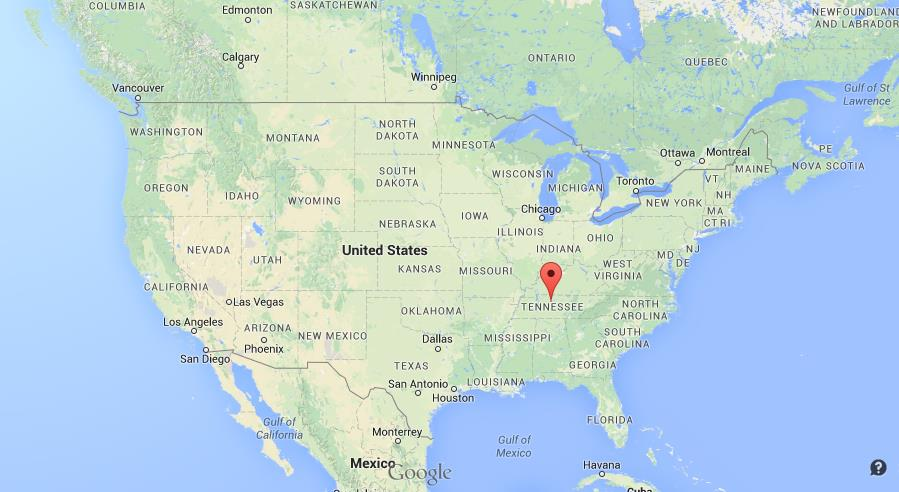 COLUMBIA
Edmonton
SASKATCHEWAN
NEWFOUNDLAND
AND LABRADOR
Calgary
ONTARIO
QUEBEC
Winnipeg
Vancouver
Gulf of St
Lawrence
WASHINGTON
MONTANA
NORTH
DAKOTA
MINNESOTA
Ottawa
Montreal
PE
NOVA SCOTIA
MAINE
OREGON
IDAHO
WYOMING
SOUTH
DAKOTA
WISCONSIN
MICHIGAN
Toronto
VT
NH
NEW YORK
MA
CT RI
Chicago
IOWA
NEBRASKA
ILLINOIS
INDIANA
OHIO
NEVADA
UTAH
United States
KANSAS
MISSOURI
WEST
VIRGINIA
MD
DE
NJ
CALIFORNIA
Las Vegas
OKLAHOMA
TENNESSEE
NORTH
CAROLINA
Los Angeles
ARIZONA
Phoenix
NEW MEXICO
Dallas
MISSISSIPPI
SOUTH
CAROLINA
San Diego
TEXAS
GEORGIA
San Antonio
Houston
LOUISIANA
Gulf of
California
Monterrey
Gulf of
Mexico
FLORIDA
Mexico
Google
Havana
Cuba
?